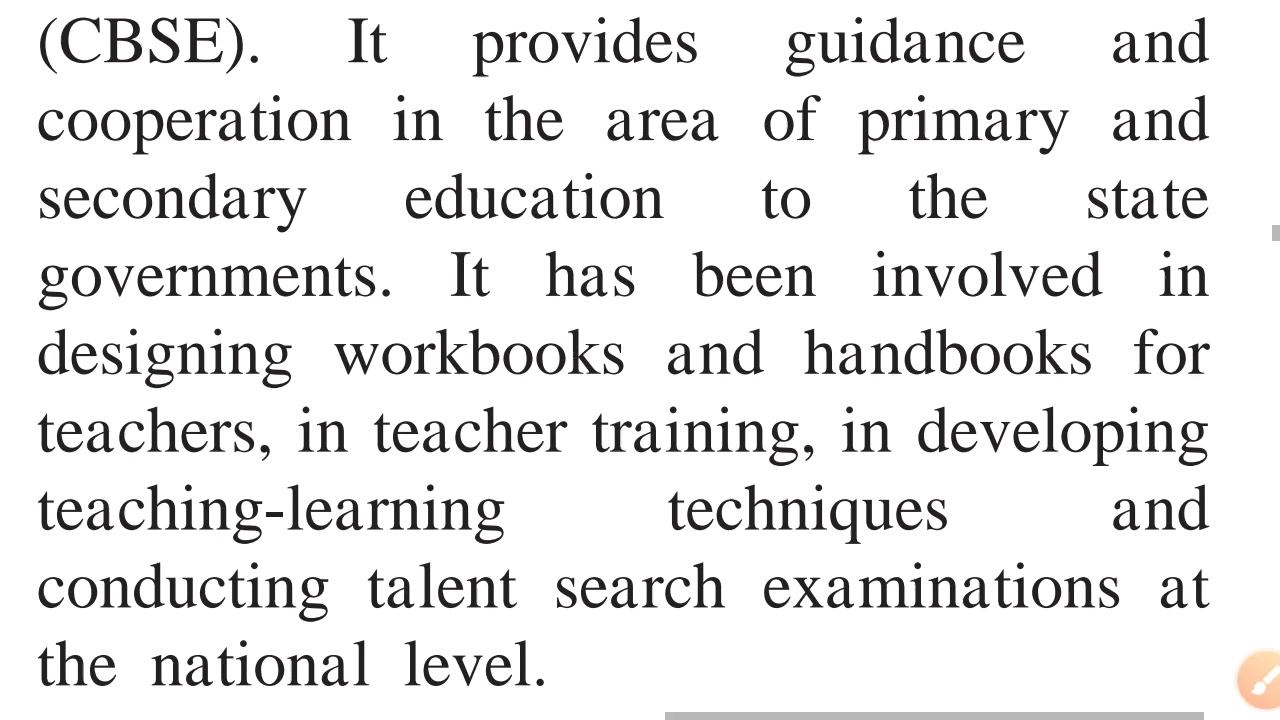 (CBSE). It provides guidance and
cooperation in the area of primary and
secondary education to the state
governments. It has been involved in
designing workbooks and handbooks for
teachers, in teacher training, in developing
teaching-learning techniques and
conducting talent search examinations at
the national level.